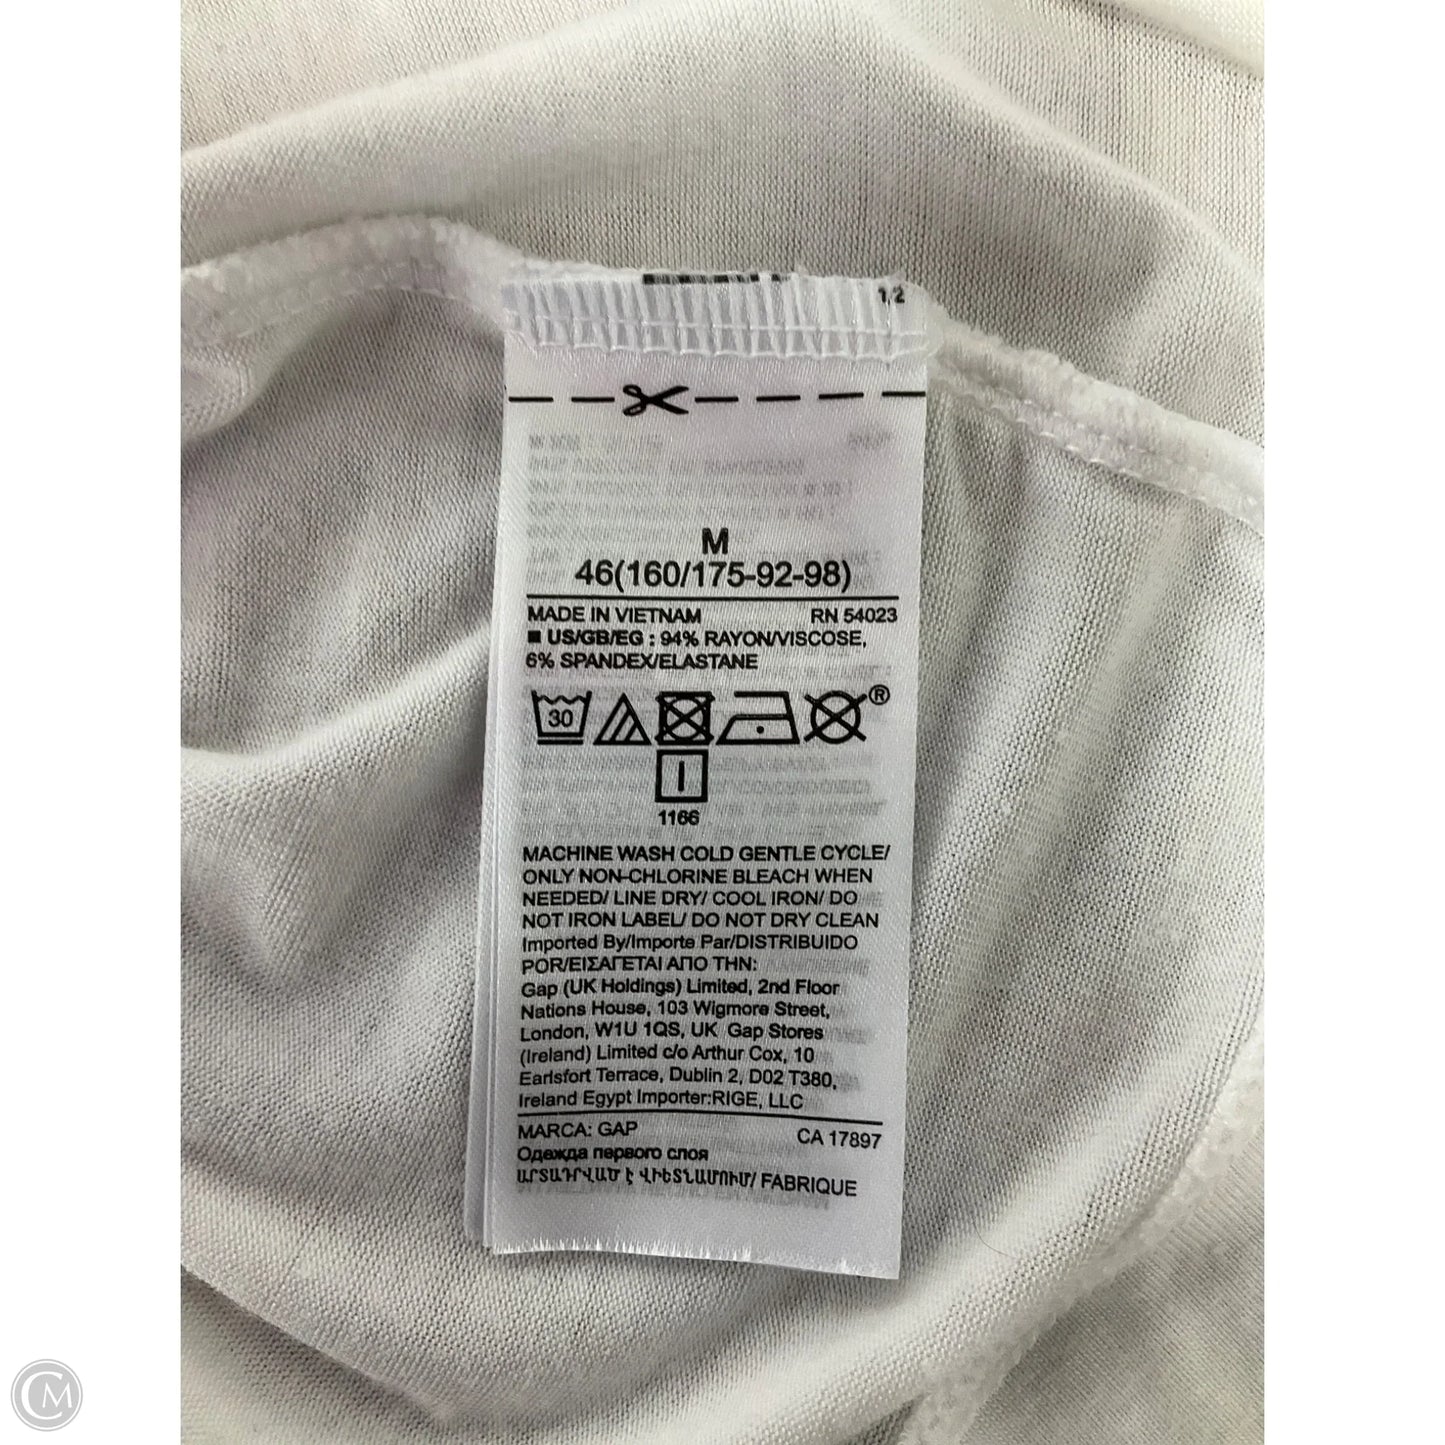 1/2
M
46(160/175-92-98)
MADE IN VIETNAM RN 54023
US/GB/EG : 94% RAYON/VISCOSE,
6% SPANDEX/ELASTANE
30
®
1166
MACHINE WASH COLD GENTLE CYCLE/
ONLY NON-CHLORINE BLEACH WHEN
NEEDED/ LINE DRY/ COOL IRON/ DO
NOT IRON LABEL/ DO NOT DRY CLEAN
Imported By/Importe Par/DISTRIBUIDO
POR/ΕΙΣΑΓΕΤΑΙ ΑΠΟ ΤΗΝ:
Gap (UK Holdings) Limited, 2nd Floor
Nations House, 103 Wigmore Street,
London, W1U 1QS, UK Gap Stores
(Ireland) Limited c/o Arthur Cox, 10
Earlsfort Terrace, Dublin 2, D02 T380,
Ireland Egypt Importer:RIGE, LLC
MARCA: GAP CA 17897
Одежда первого слоя
ԱՐՏԱԴՐՎԱԾ Է ՎԻԵՏՆԱՄՈՒՄ/ FABRIQUE
CM